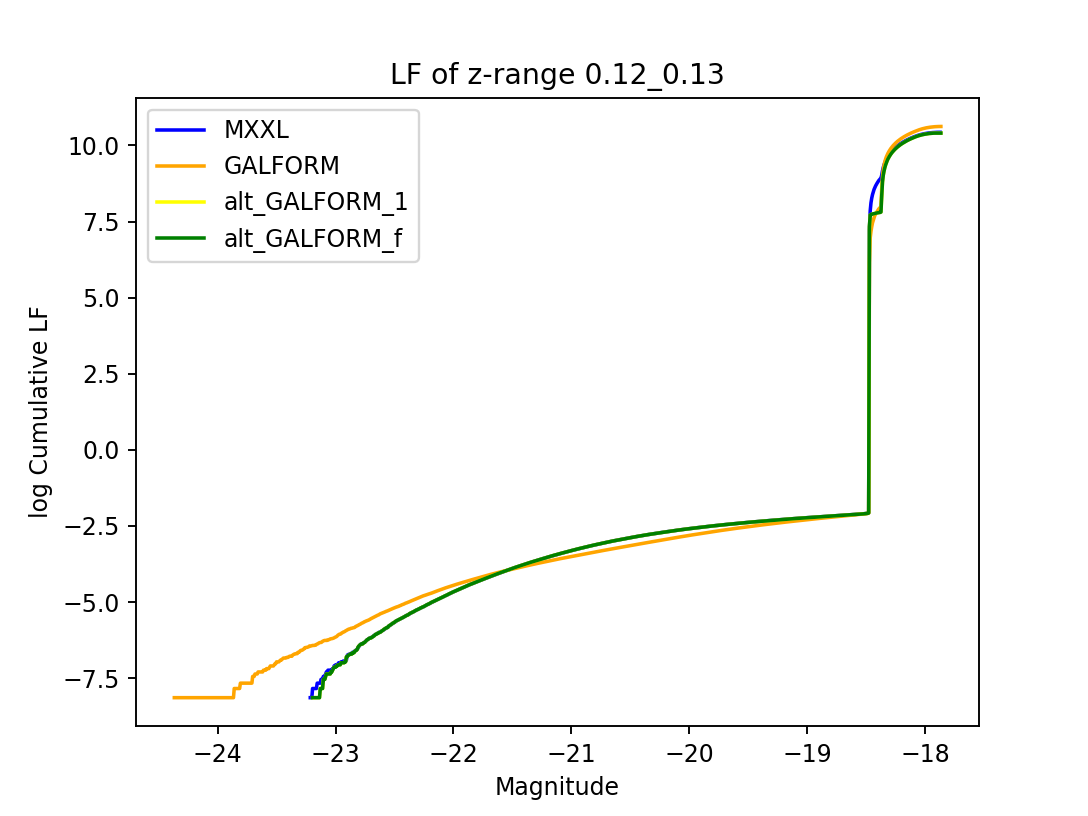 LF of z-range 0.12_0.13
MXXL
GALFORM
alt_GALFORM_1
alt_GALFORM_f
10.0
7.5
5.0
2.5
0.0
−2.5
−5.0
−7.5
log Cumulative LF
−24
−23
−22
−21
−20
−19
−18
Magnitude